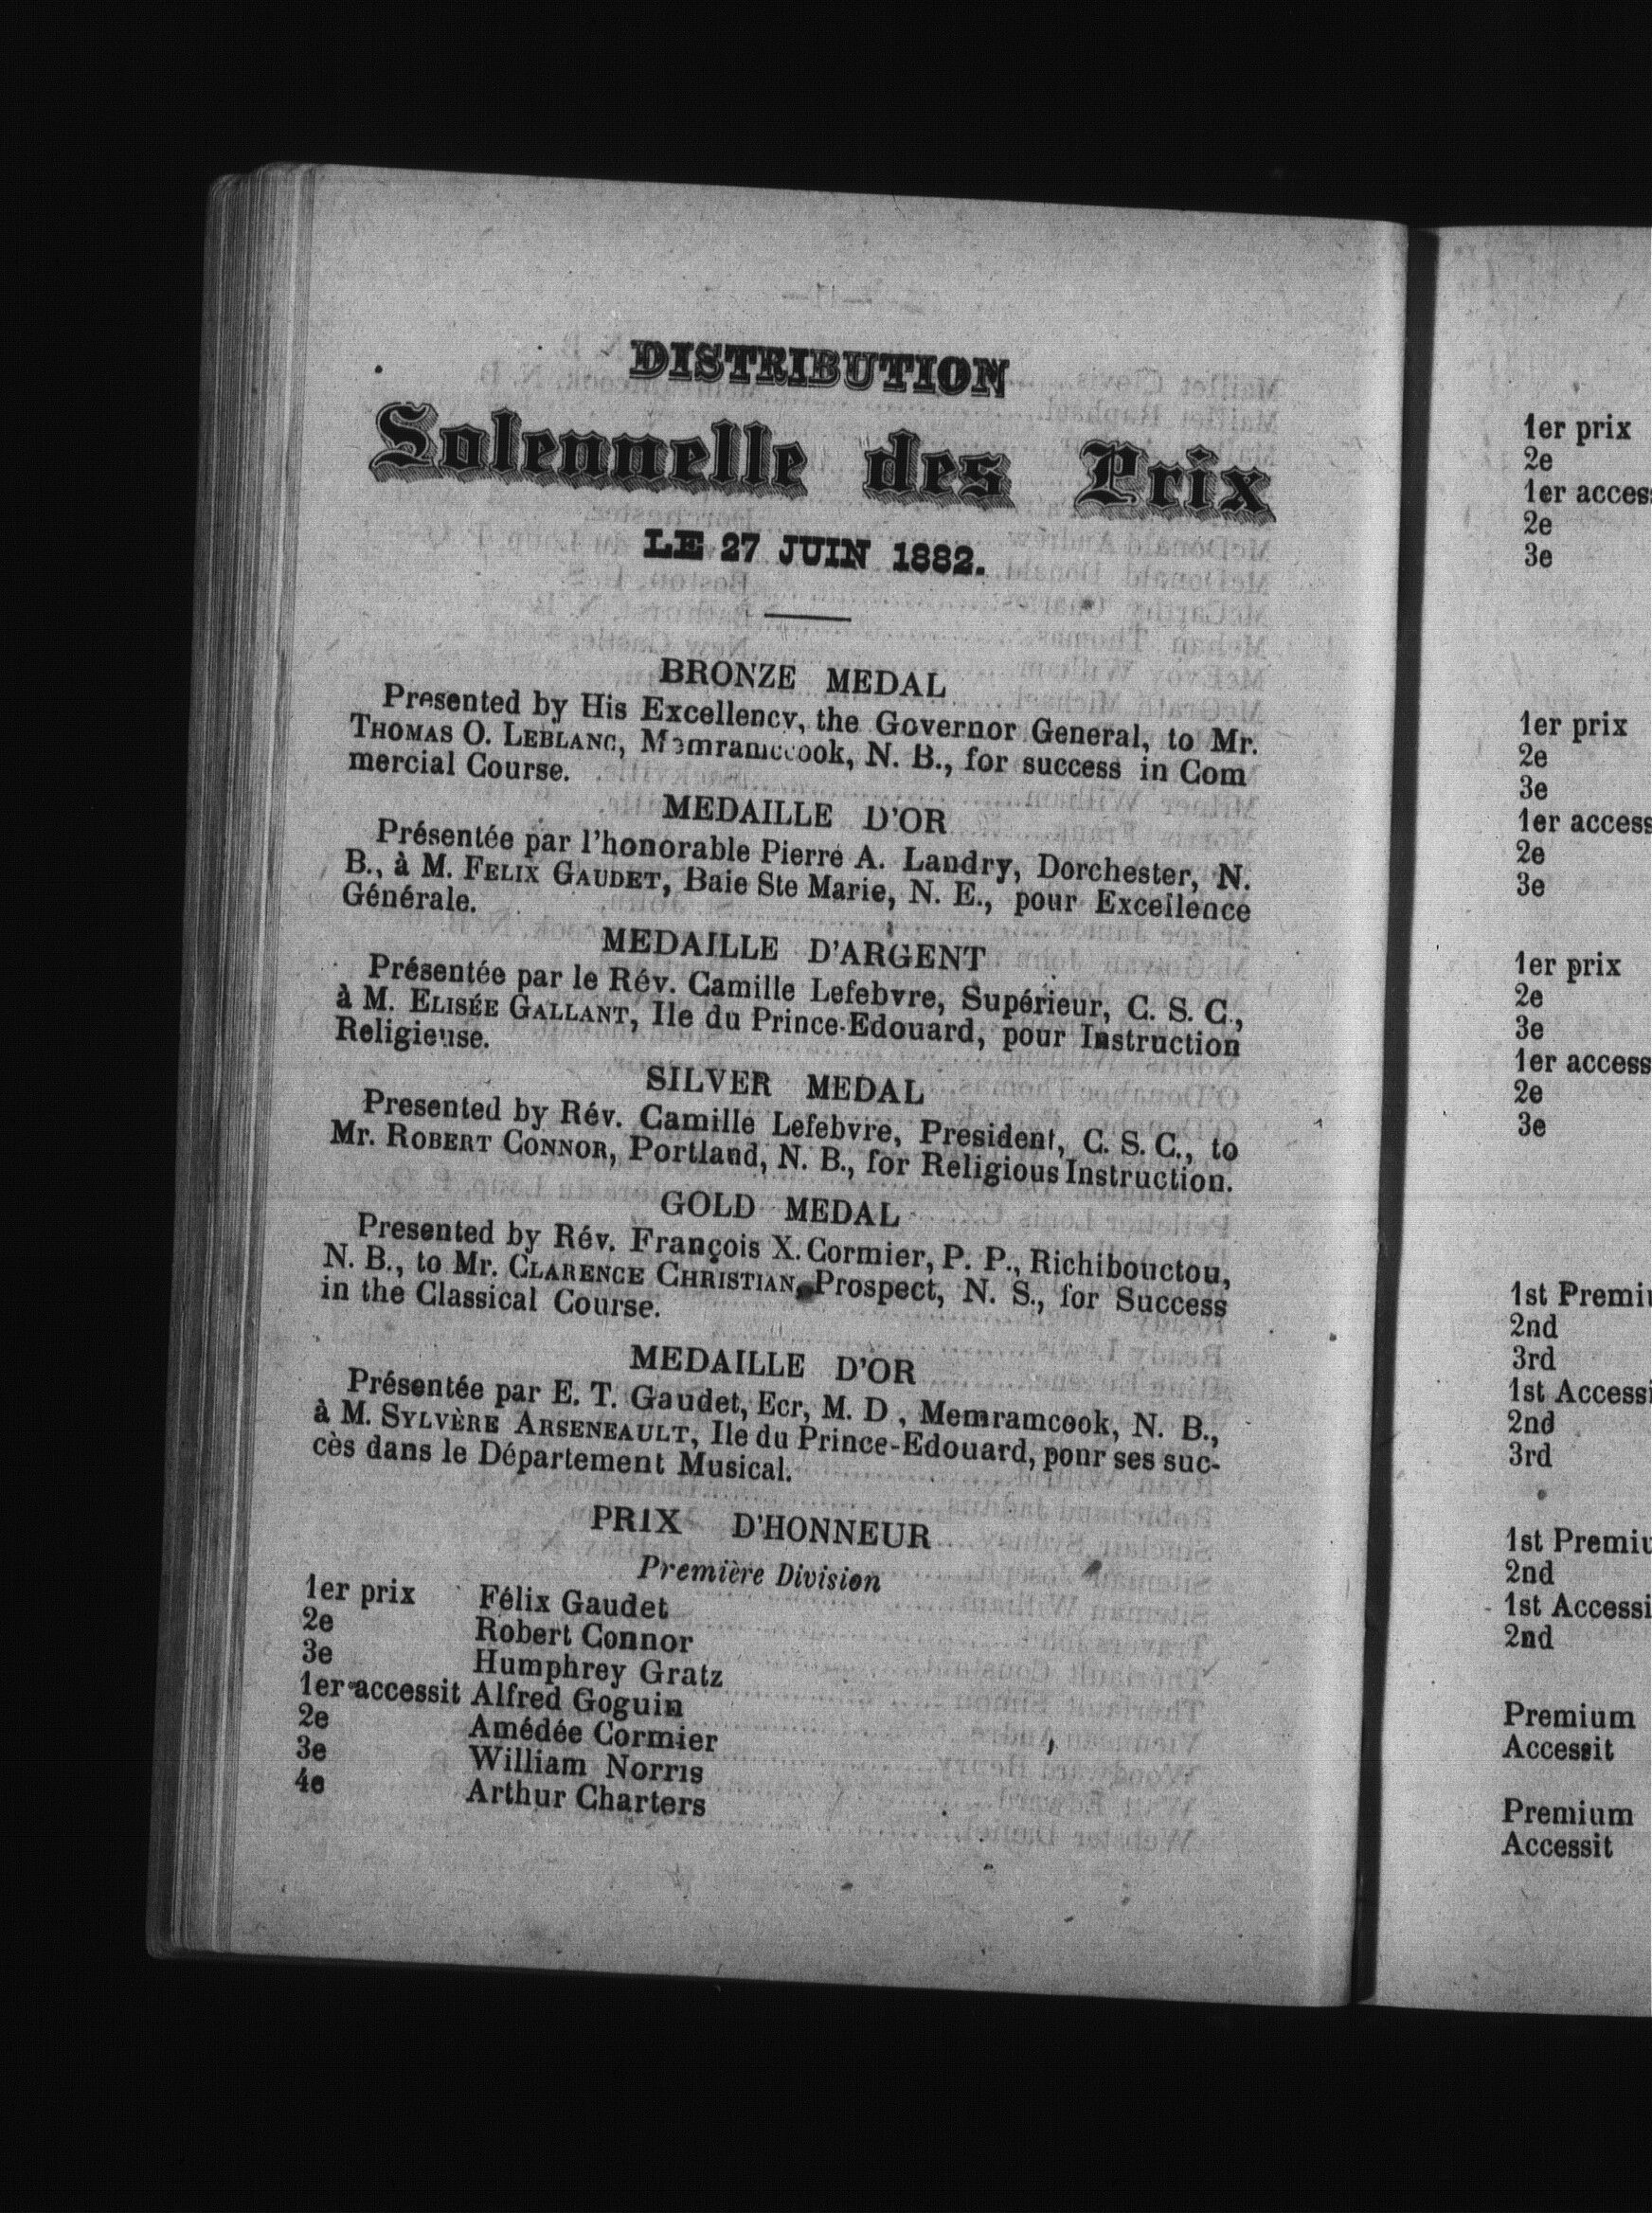 DISTRIBUTION
Solennelle des Prix
LE 27 JUIN 1882.
BRONZE MEDAL
Presented by His Excellency, the Governor General, to Mr.
THOMAS O. LEBLANC, Memramcook, N. B., for success in Com
mercial Course.
MEDAILLE D'OR
Présentée par l'honorable Pierre A. Landry, Dorchester, N.
B., à M. FELIX GAUDET, Baie Ste Marie, N. E., pour Excellence
Générale.
MEDAILLE D'ARGENT
Présentée par le Rév. Camille Lefebvre, Supérieur, C. S. C.,
à M. ELISÉE GALLANT, Ile du Prince-Edouard, pour Instruction
Religieuse.
SILVER MEDAL
Presented by Rév. Camille Lefebvre, President, C. S. C., to
Mr. ROBERT CONNOR, Portland, N. B., for Religious Instruction.
GOLD MEDAL
Presented by Rév. François X. Cormier, P. P., Richibouctou,
N. B., to Mr. CLARENCE CHRISTIAN, Prospect, N. S., for Success
in the Classical Course.
MEDAILLE D'OR
Présentée par E. T. Gaudet, Ecr, M. D , Memramcook, N. B.,
à M. SYLVÈRE ARSENEAULT, Ile du Prince-Edouard, ponr ses suc-
cès dans le Département Musical.
PRIX D'HONNEUR
Première Division
1er prix Félix Gaudet
2e Robert Connor
3e Humphrey Gratz
1er accessit Alfred Goguin
2e Amédée Cormier
3e William Norris
4e Arthur Charters
1er prix
2e
1er acces
2e
3e
1er prix
2e
3e
1er access
2e
3e
1er prix
2e
3e
1er access
2e
3e
1st Premiu
2nd
3rd
1st Accessi
2nd
3rd
1st Premiu
2nd
1st Accessi
2nd
Premium
Accessit
Premium
Accessit